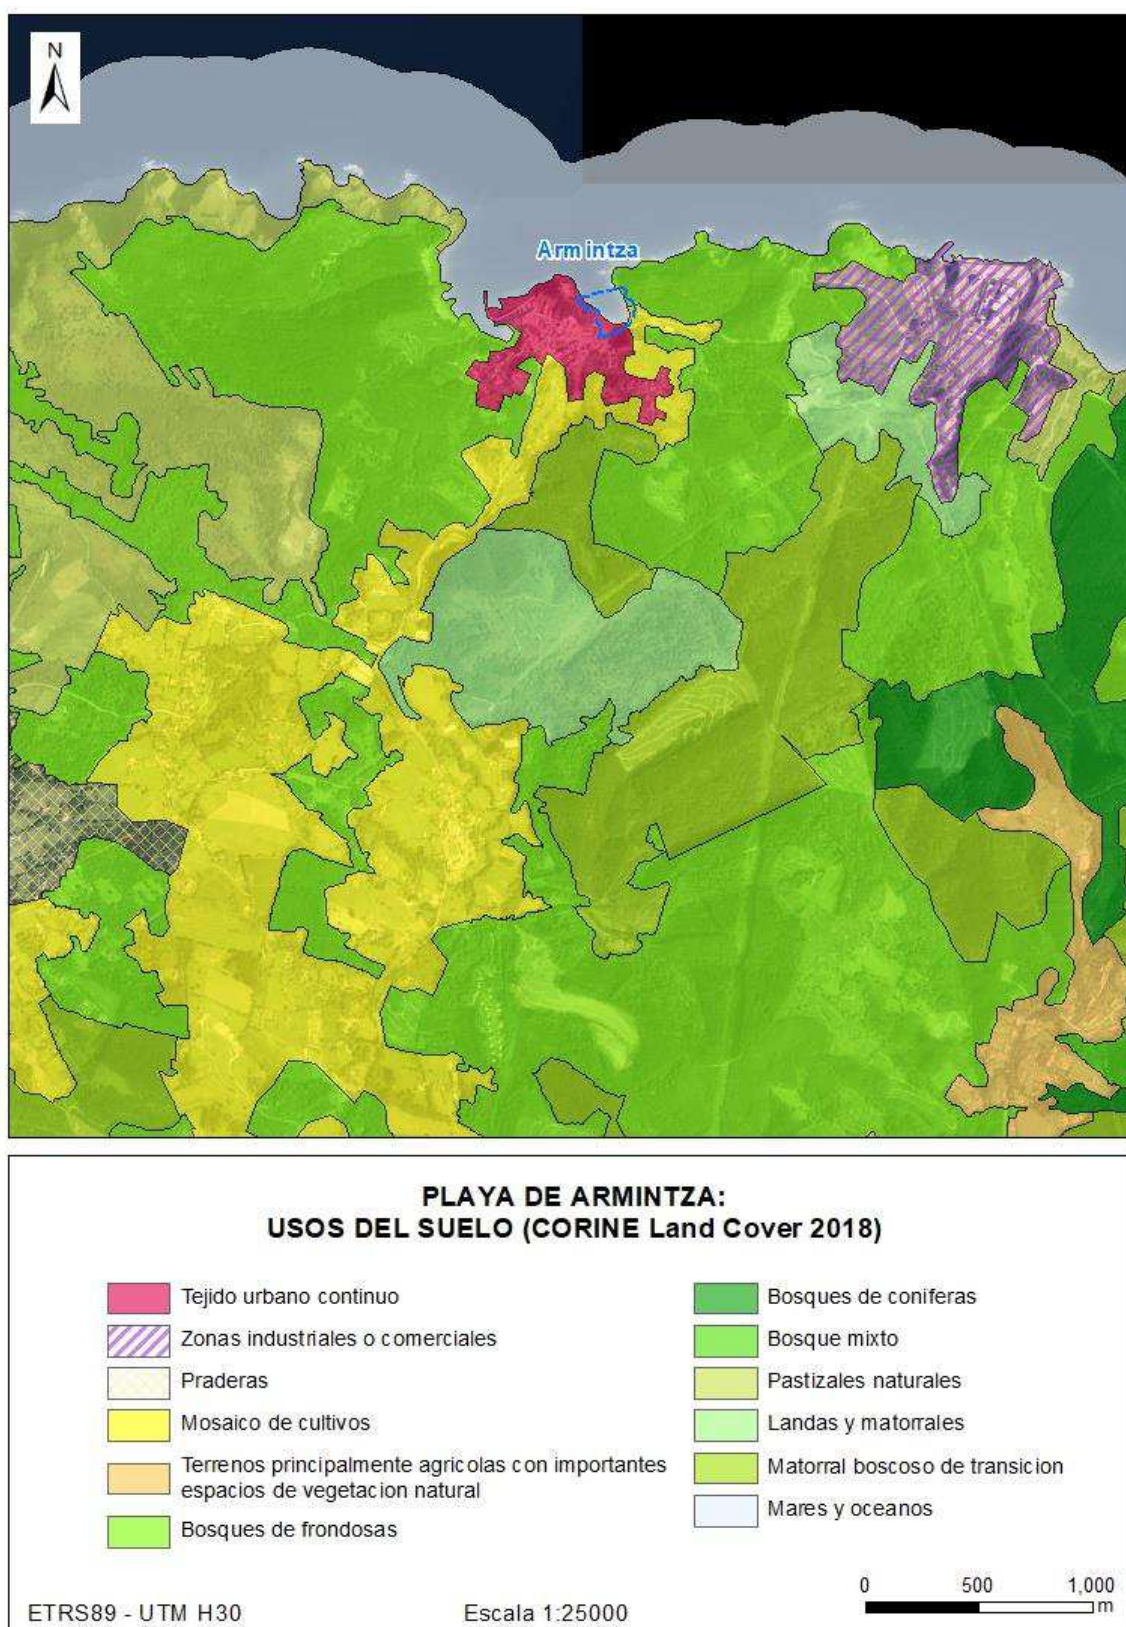 N
Armintza
PLAYA DE ARMINTZA:
USOS DEL SUELO (CORINE Land Cover 2018)
Tejido urbano continuo
Zonas industriales o comerciales
Praderas
Mosaico de cultivos
Terrenos principalmente agricolas con importantes
espacios de vegetacion natural
Bosques de frondosas
Bosques de coniferas
Bosque mixto
Pastizales naturales
Landas y matorrales
Matorral boscoso de transicion
Mares y oceanos
0 500 1,000
m
ETRS89 - UTM H30
Escala 1:25000